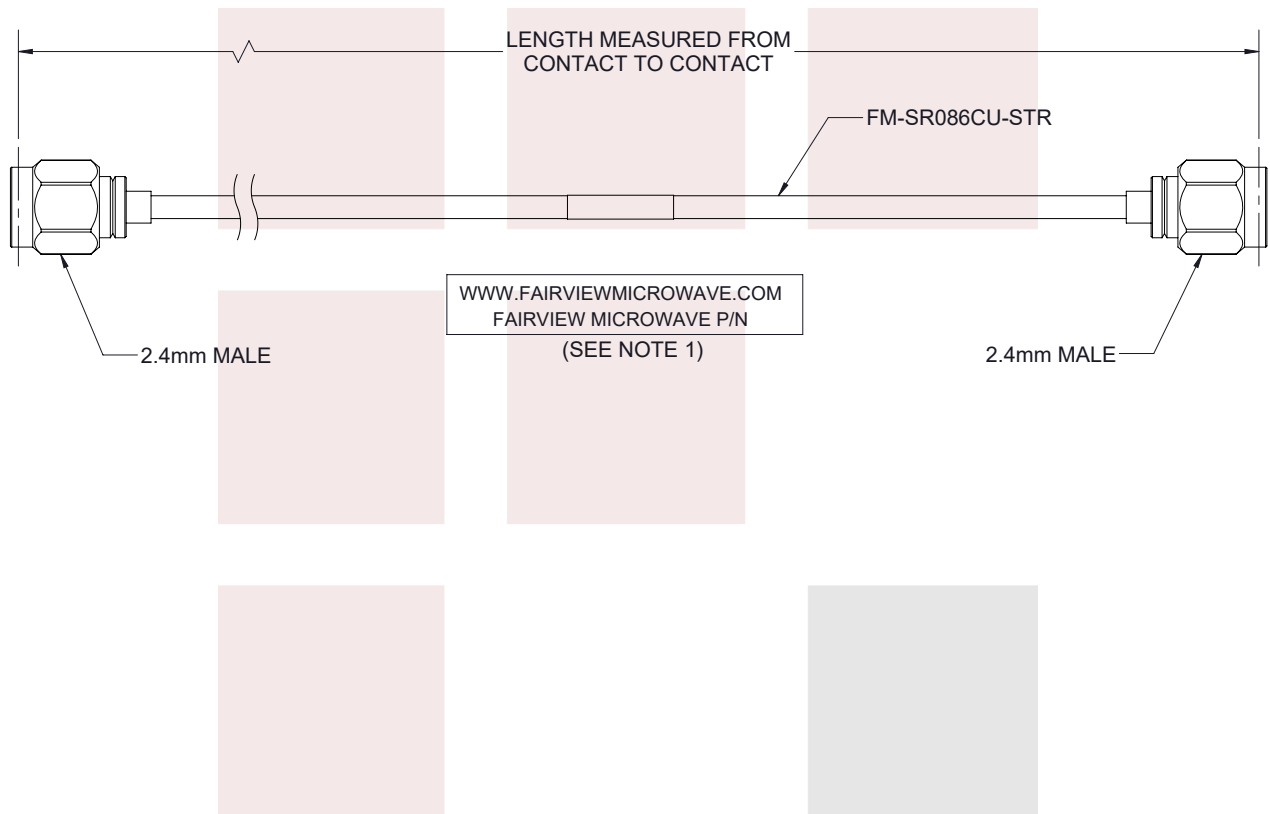 LENGTH MEASURED FROM
CONTACT TO CONTACT
FM-SR086CU-STR
WWW.FAIRVIEWMICROWAVE.COM
FAIRVIEW MICROWAVE P/N
(SEE NOTE 1)
2.4mm MALE
2.4mm MALE